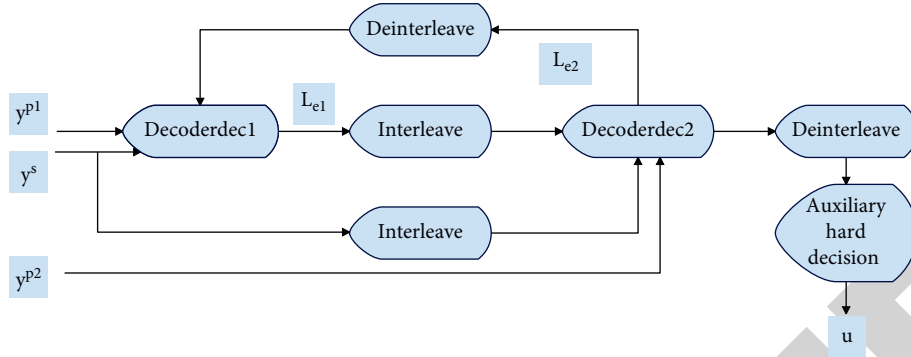 Deinterleave
L_e2
L_e1
y^p1
Decoderdec1
Interleave
Decoderdec2
Deinterleave
y^s
Interleave
Auxiliary
hard
decision
y^p2
u